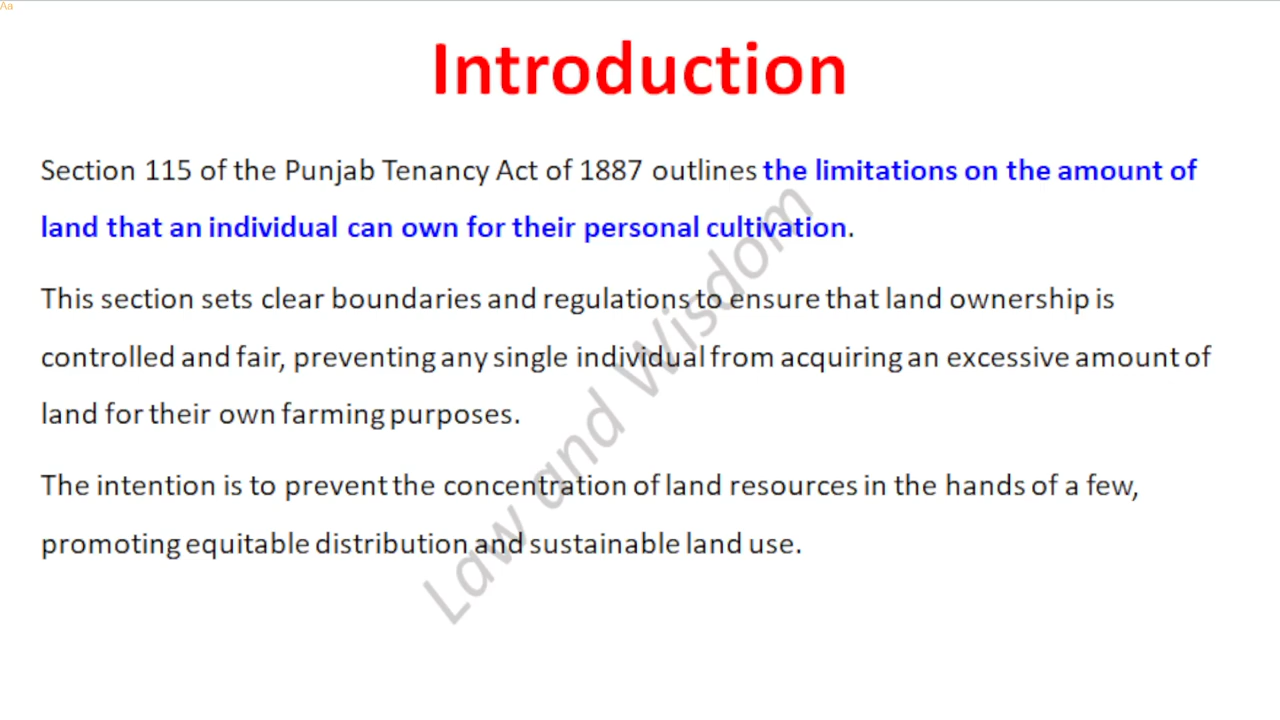 Aa
Introduction
Section 115 of the Punjab Tenancy Act of 1887 outlines the limitations on the amount of
land that an individual can own for their personal cultivation.
This section sets clear boundaries and regulations to ensure that land ownership is
controlled and fair, preventing any single individual from acquiring an excessive amount of
land for their own farming purposes.
The intention is to prevent the concentration of land resources in the hands of a few,
promoting equitable distribution and sustainable land use.
Law and Wisdom